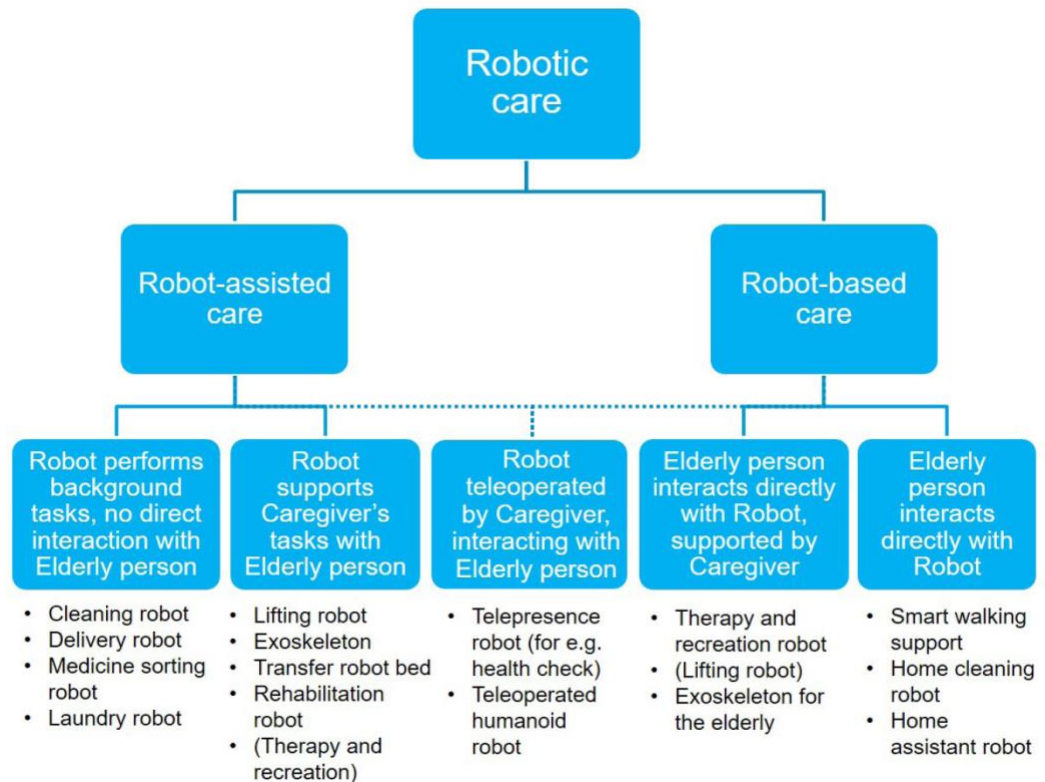 Robotic
care
Robot-assisted
care
Robot-based
care
Robot performs
background
tasks, no direct
interaction with
Elderly person
• Cleaning robot
• Delivery robot
• Medicine sorting
robot
• Laundry robot
Robot
supports
Caregiver's
tasks with
Elderly person
• Lifting robot
• Exoskeleton
• Transfer robot bed
• Rehabilitation
robot
• (Therapy and
recreation)
Robot
teleoperated
by Caregiver,
interacting with
Elderly person
• Telepresence
robot (for e.g.
health check)
• Teleoperated
humanoid
robot
Elderly person
interacts directly
with Robot,
supported by
Caregiver
• Therapy and
recreation robot
• (Lifting robot)
• Exoskeleton for
the elderly
Elderly
person
interacts
directly with
Robot
• Smart walking
support
• Home cleaning
robot
• Home
assistant robot